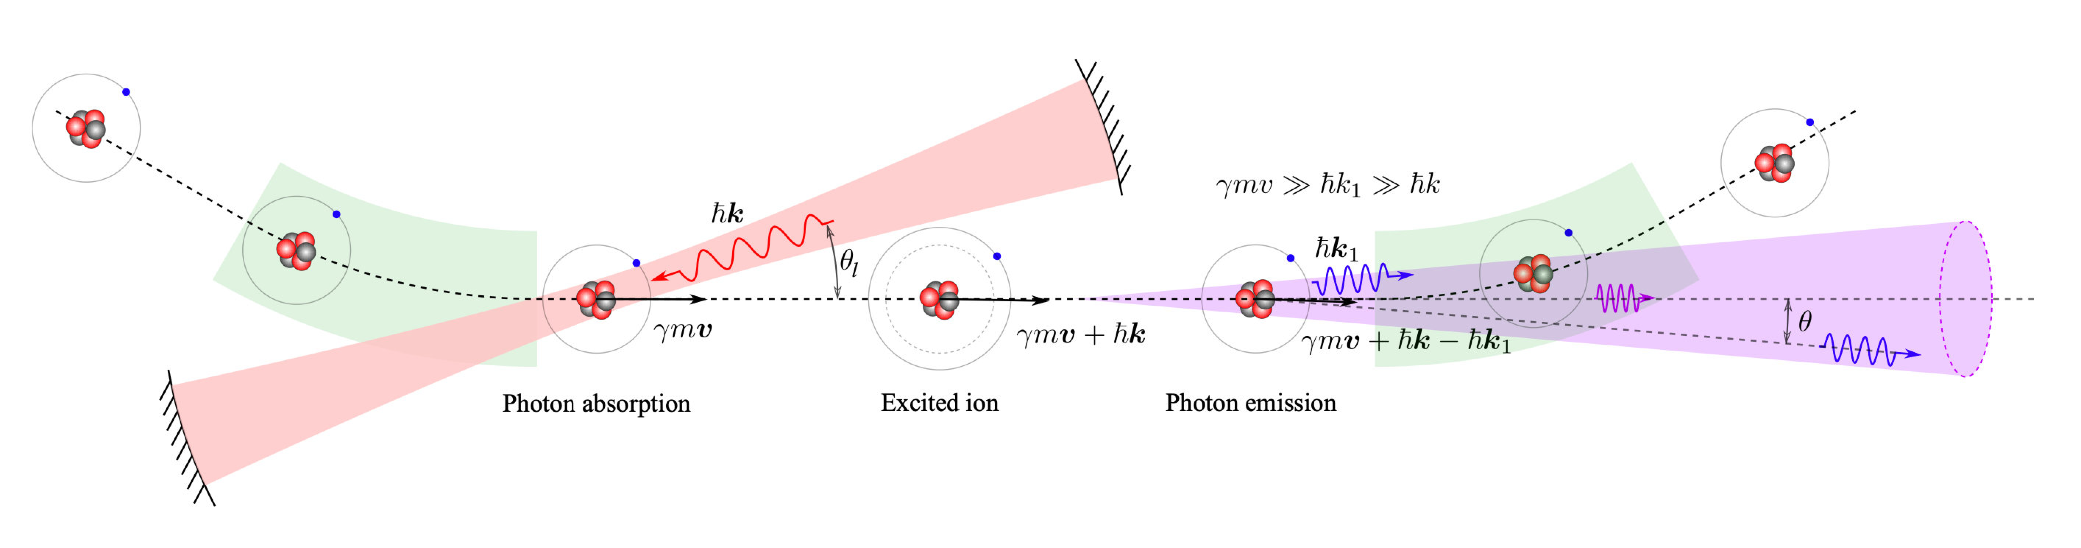 γmv ≫ ħk₁ ≫ ħk
ħk
θₗ
ħk₁
γmv
γmv + ħk
γmv + ħk − ħk₁
θ
Photon absorption
Excited ion
Photon emission